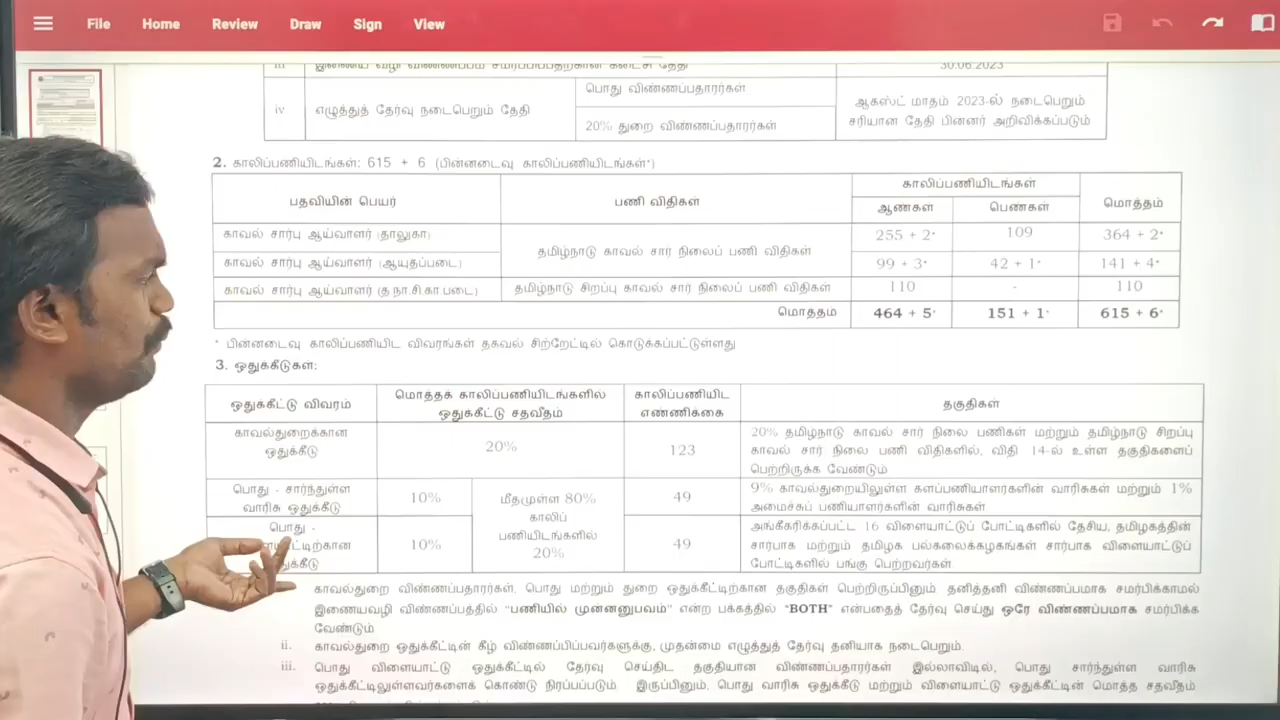 File Home Review Draw Sign View
iii இணைய வழி விண்ணப்பம் சமர்ப்பிப்பதற்கான கடைசி தேதி 30.06.2023
iv எழுத்துத் தேர்வு நடைபெறும் தேதி
பொது விண்ணப்பதாரர்கள்
20% துறை விண்ணப்பதாரர்கள்
ஆகஸ்ட் மாதம் 2023-ல் நடைபெறும்
சரியான தேதி பின்னர் அறிவிக்கப்படும்
2. காலிப்பணியிடங்கள்: 615 + 6 (பின்னடைவு காலிப்பணியிடங்கள்*)
பதவியின் பெயர் பணி விதிகள் காலிப்பணியிடங்கள் மொத்தம்
ஆண்கள் பெண்கள்
காவல் சார்பு ஆய்வாளர் (தாலுகா) தமிழ்நாடு காவல் சார் நிலைப் பணி விதிகள் 255 + 2* 109 364 + 2*
காவல் சார்பு ஆய்வாளர் (ஆயுதப்படை) 99 + 3* 42 + 1* 141 + 4*
காவல் சார்பு ஆய்வாளர் (த.நா.சி.கா.படை) தமிழ்நாடு சிறப்பு காவல் சார் நிலைப் பணி விதிகள் 110 - 110
மொத்தம் 464 + 5* 151 + 1* 615 + 6*
* பின்னடைவு காலிப்பணியிட விவரங்கள் தகவல் சிற்றேட்டில் கொடுக்கப்பட்டுள்ளது
3. ஒதுக்கீடுகள்:
ஒதுக்கீட்டு விவரம்
மொத்தக் காலிப்பணியிடங்களில்
ஒதுக்கீட்டு சதவீதம்
காலிப்பணியிட
எண்ணிக்கை
தகுதிகள்
காவல்துறைக்கான
ஒதுக்கீடு
20%
123
20% தமிழ்நாடு காவல் சார் நிலை பணிகள் மற்றும் தமிழ்நாடு சிறப்பு
காவல் சார் நிலை பணி விதிகளில், விதி 14-ல் உள்ள தகுதிகளைப்
பெற்றிருக்க வேண்டும்
பொது - சார்ந்துள்ள
வாரிசு ஒதுக்கீடு
10%
மீதமுள்ள 80%
காலிப்
பணியிடங்களில்
20%
49
9% காவல்துறையிலுள்ள களப்பணியாளர்களின் வாரிசுகள் மற்றும் 1%
அமைச்சுப் பணியாளர்களின் வாரிசுகள்
பொது -
10%
49
அங்கீகரிக்கப்பட்ட 16 விளையாட்டுப் போட்டிகளில் தேசிய, தமிழகத்தின்
சார்பாக மற்றும் தமிழக பல்கலைக்கழகங்கள் சார்பாக விளையாட்டுப்
போட்டிகளில் பங்கு பெற்றவர்கள்.
காவல்துறை விண்ணப்பதாரர்கள், பொது மற்றும் துறை ஒதுக்கீட்டிற்கான தகுதிகள் பெற்றிருப்பினும் தனித்தனி விண்ணப்பமாக சமர்பிக்காமல்
இணையவழி விண்ணப்பத்தில் "பணியில் முன்னனுபவம்" என்ற பக்கத்தில் "BOTH" என்பதைத் தேர்வு செய்து ஒரே விண்ணப்பமாக சமர்பிக்க
வேண்டும்
ii. காவல்துறை ஒதுக்கீட்டின் கீழ் விண்ணப்பிப்பவர்களுக்கு, முதன்மை எழுத்துத் தேர்வு தனியாக நடைபெறும்.
iii. பொது விளையாட்டு ஒதுக்கீட்டில் தேர்வு செய்திட தகுதியான விண்ணப்பதாரர்கள் இல்லாவிடில், பொது சார்ந்துள்ள வாரிசு
ஒதுக்கீட்டிலுள்ளவர்களைக் கொண்டு நிரப்பப்படும். இருப்பினும், பொது வாரிசு ஒதுக்கீடு மற்றும் விளையாட்டு ஒதுக்கீட்டின் மொத்த சதவீதம்